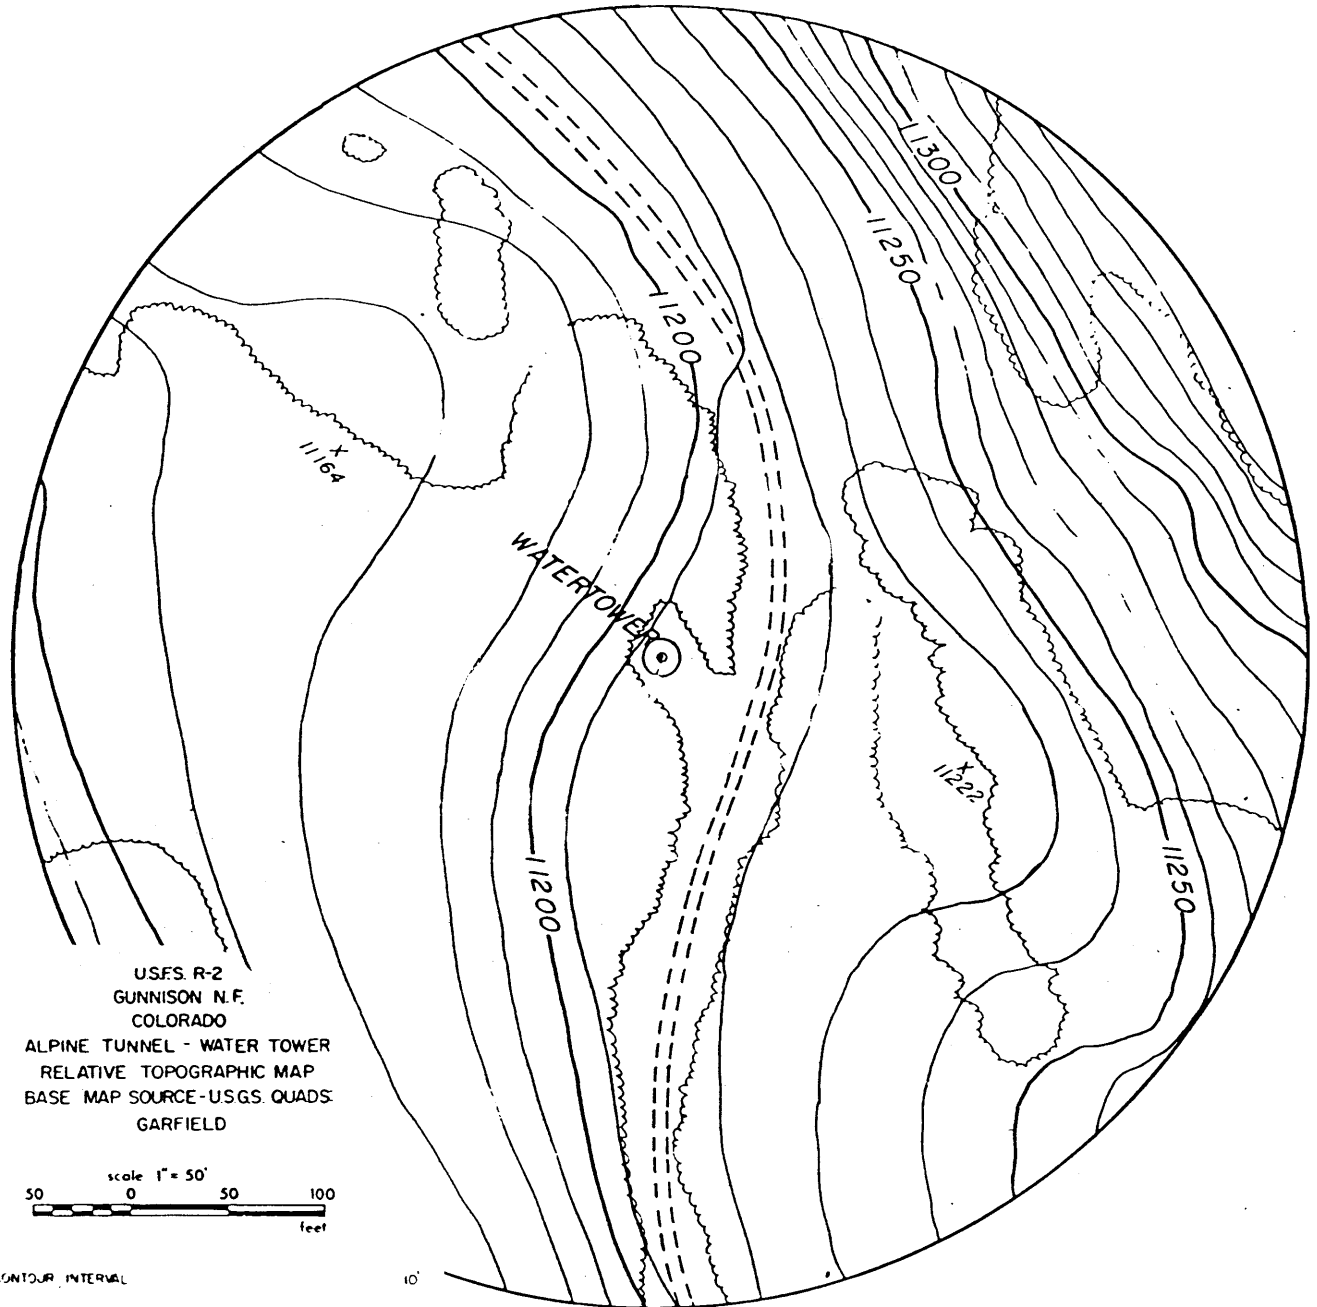 11300
11250
11200
11164
WATERTOWER
11222
11200
11250
U.S.F.S. R-2
GUNNISON N.F.
COLORADO
ALPINE TUNNEL - WATER TOWER
RELATIVE TOPOGRAPHIC MAP
BASE MAP SOURCE-U.S.G.S. QUADS:
GARFIELD
scale 1"= 50'
50 0 50 100
feet
ONTOUR INTERVAL 10'